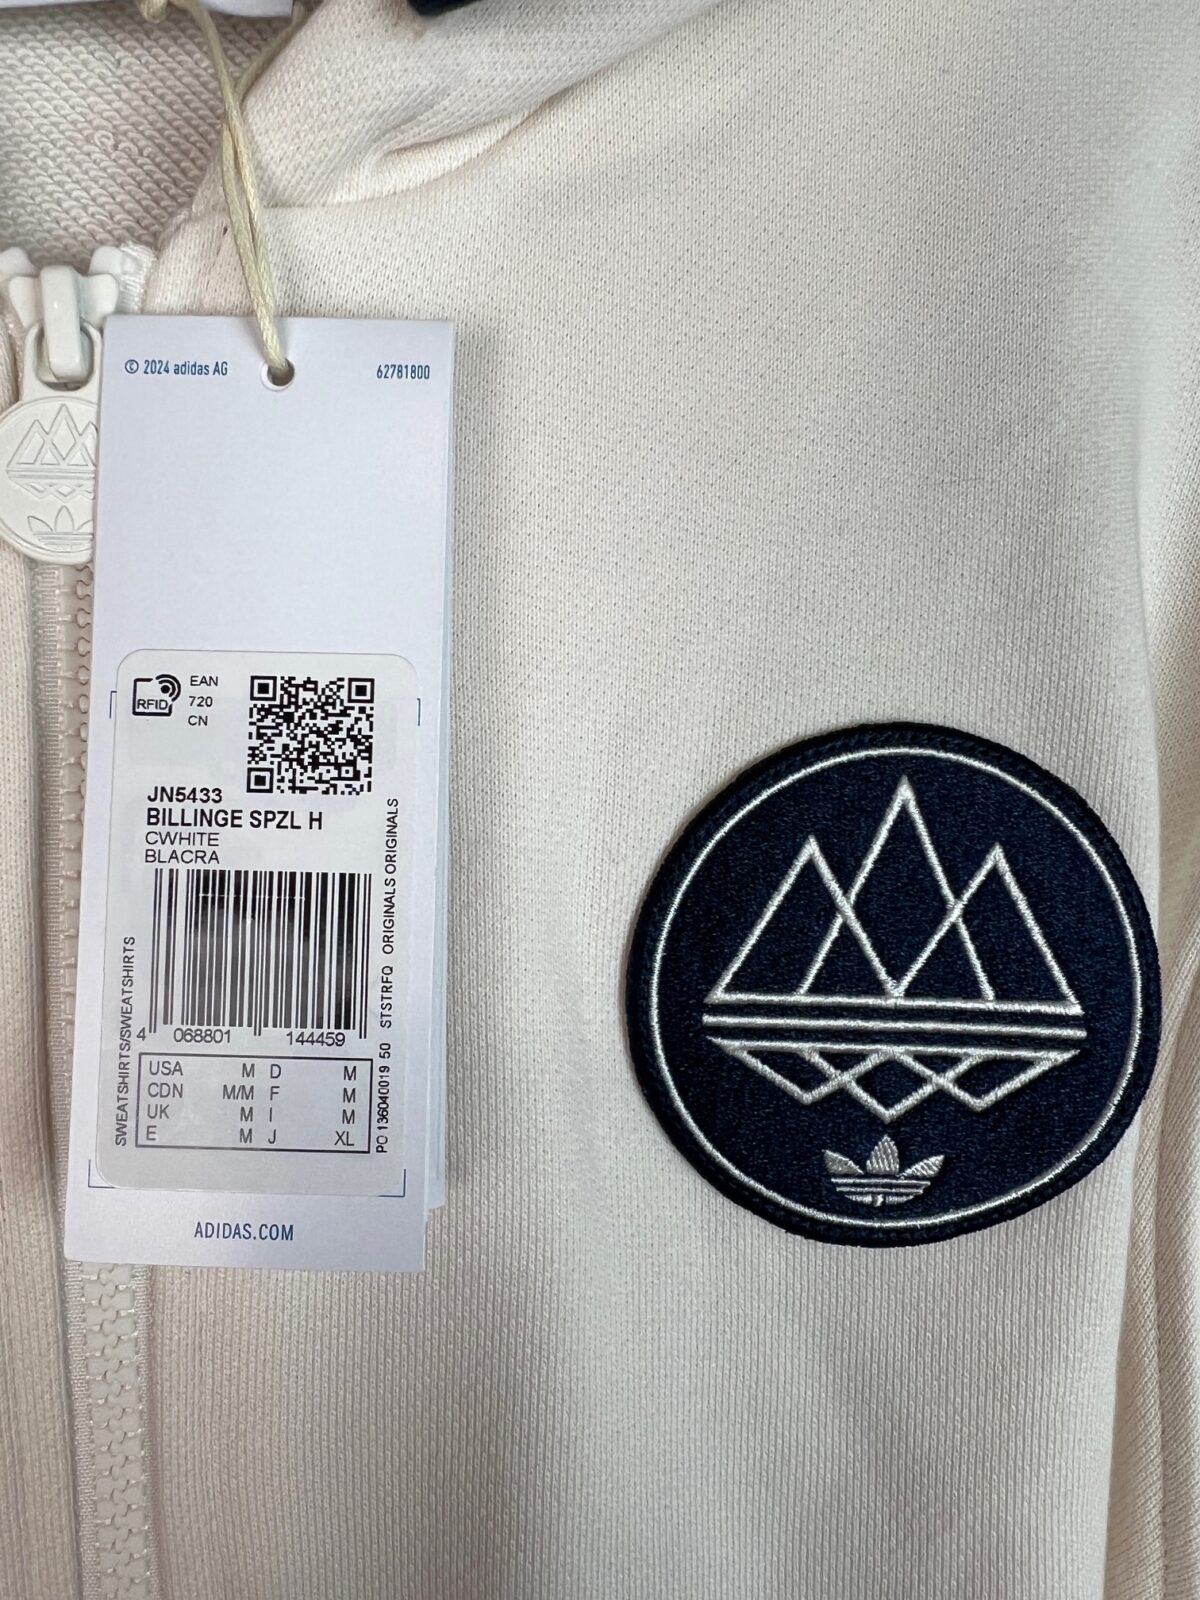 © 2024 adidas AG
62781800
RFID
EAN
720
CN
JN5433
BILLINGE SPZL H
CWHITE
BLACRA
4 068801 144459
USA M D M
CDN M/M F M
UK M I M
E M J XL
SWEATSHIRTS/SWEATSHIRTS
PO 136040019 50 STSTRFQ ORIGINALS ORIGINALS
ADIDAS.COM